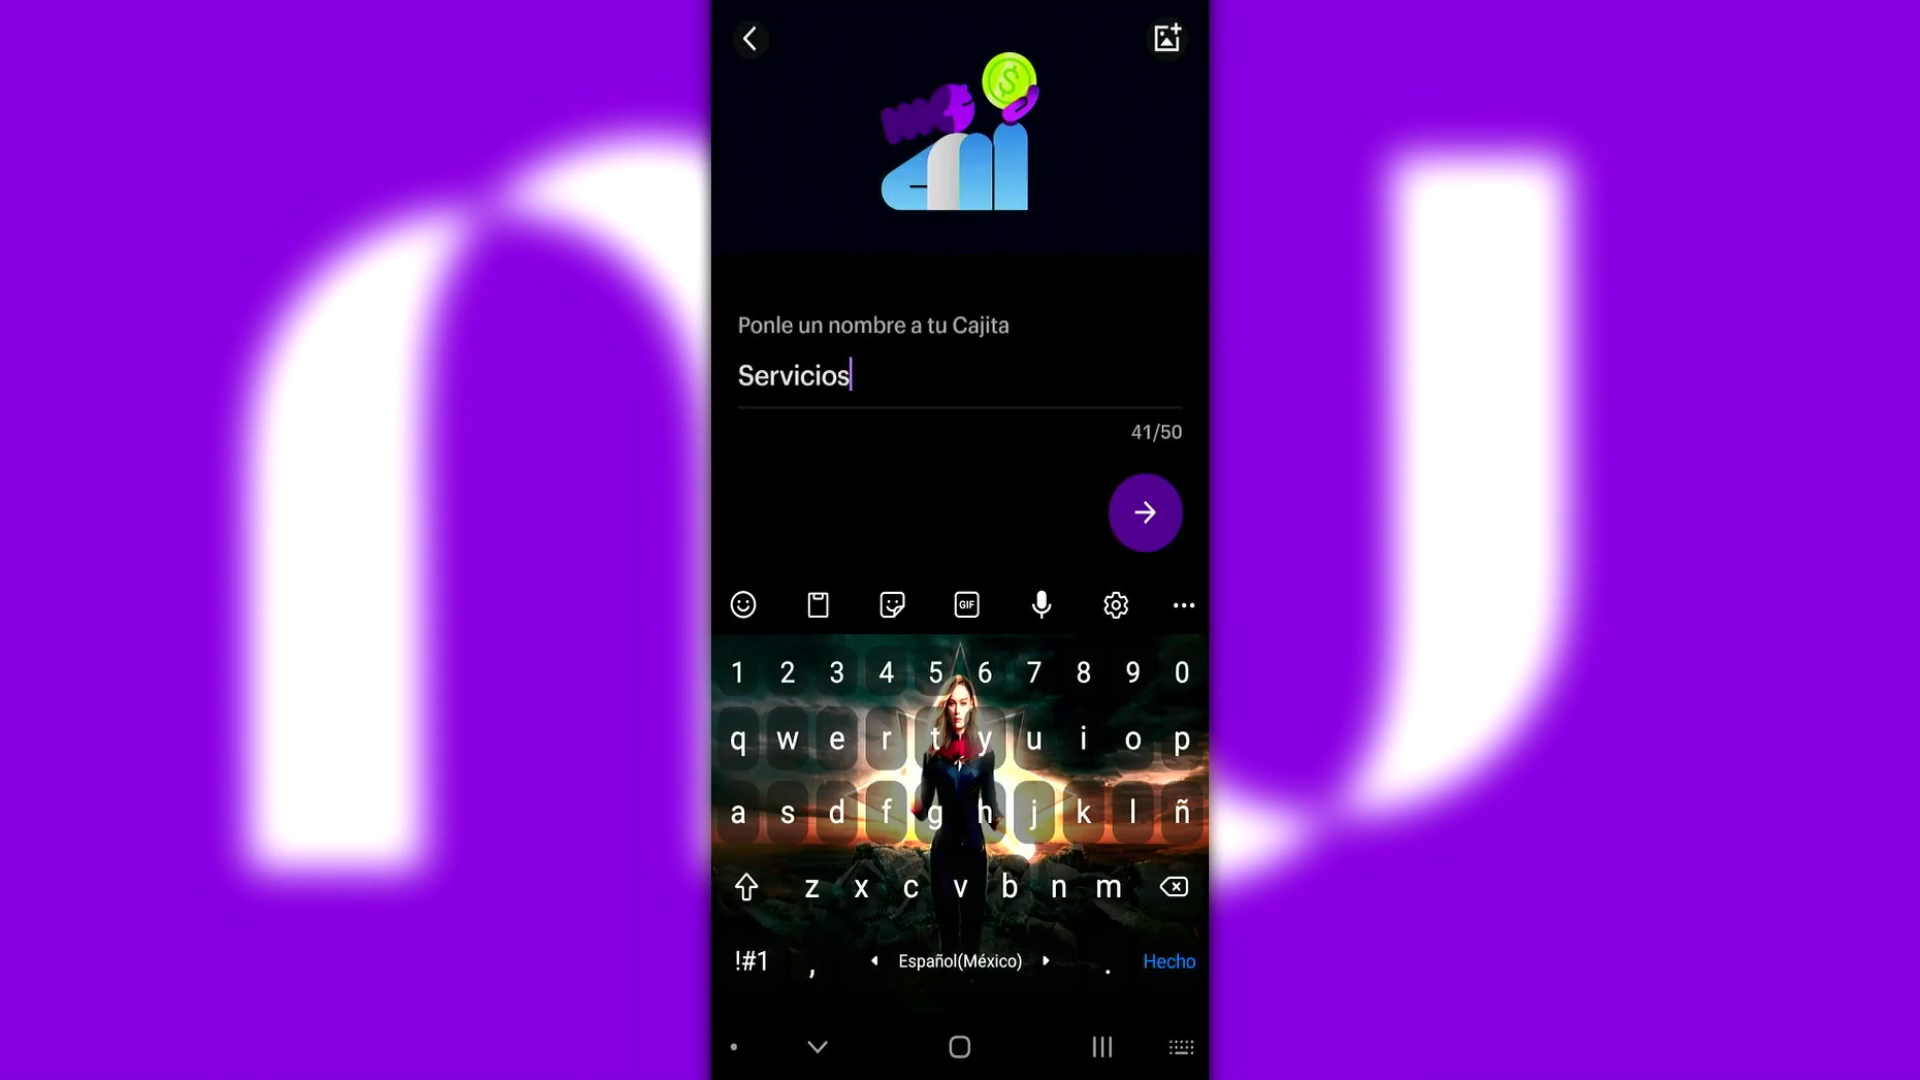 $
Ponle un nombre a tu Cajita
Servicios
41/50
GIF
1 2 3 4 5 6 7 8 9 0
q w e r t y u i o p
a s d f g h j k l ñ
z x c v b n m
!#1 , Español(México) . Hecho